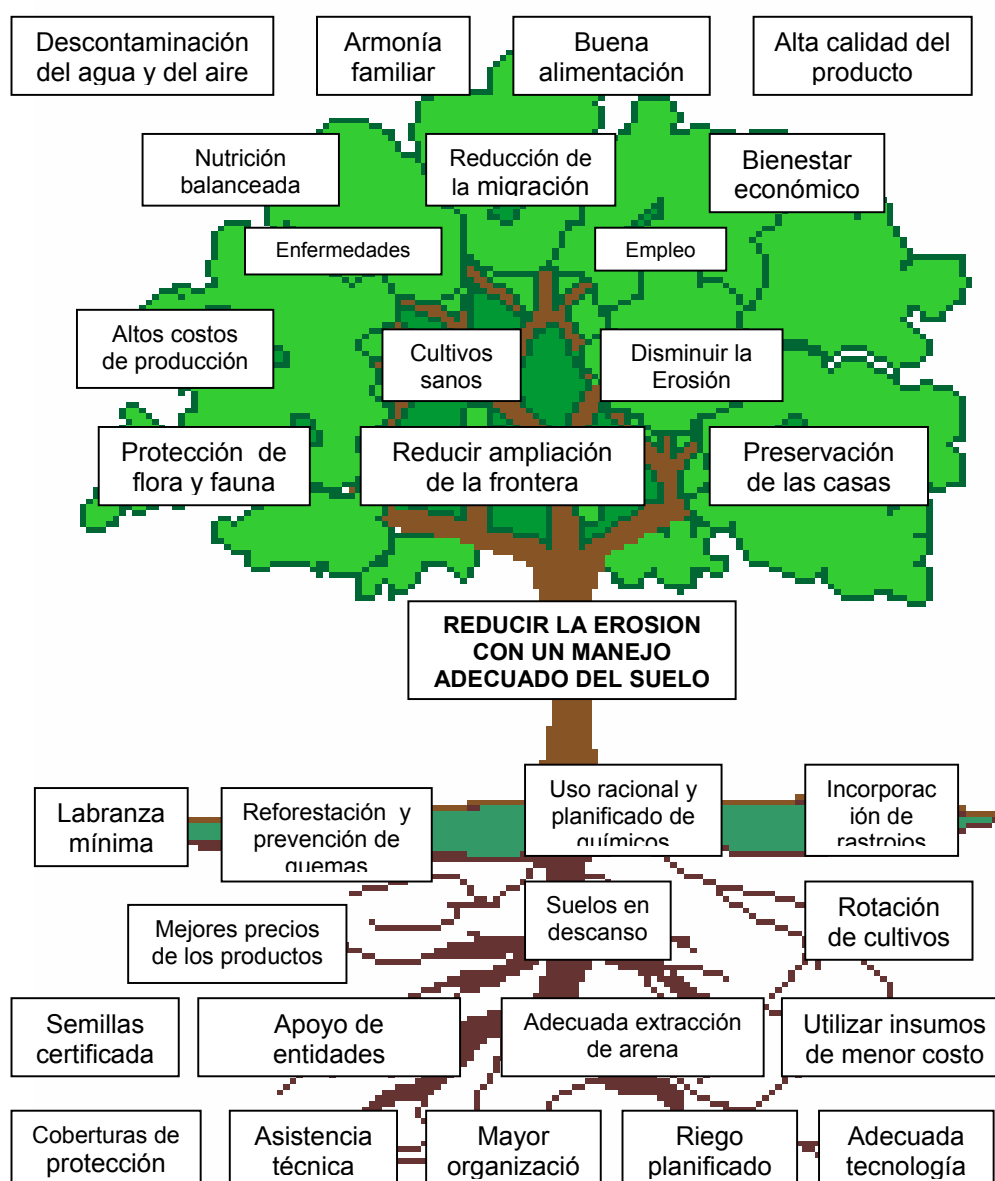 Descontaminación
del agua y del aire
Armonía
familiar
Buena
alimentación
Alta calidad del
producto
Nutrición
balanceada
Reducción de
la migración
Bienestar
económico
Enfermedades
Empleo
Altos costos
de producción
Cultivos
sanos
Disminuir la
Erosión
Protección de
flora y fauna
Reducir ampliación
de la frontera
Preservación
de las casas
REDUCIR LA EROSION
CON UN MANEJO
ADECUADO DEL SUELO
Labranza
mínima
Reforestación y
prevención de
quemas
Uso racional y
planificado de
químicos
Incorporac
ión de
rastrojos
Mejores precios
de los productos
Suelos en
descanso
Rotación
de cultivos
Semillas
certificada
Apoyo de
entidades
Adecuada extracción
de arena
Utilizar insumos
de menor costo
Coberturas de
protección
Asistencia
técnica
Mayor
organizació
Riego
planificado
Adecuada
tecnología